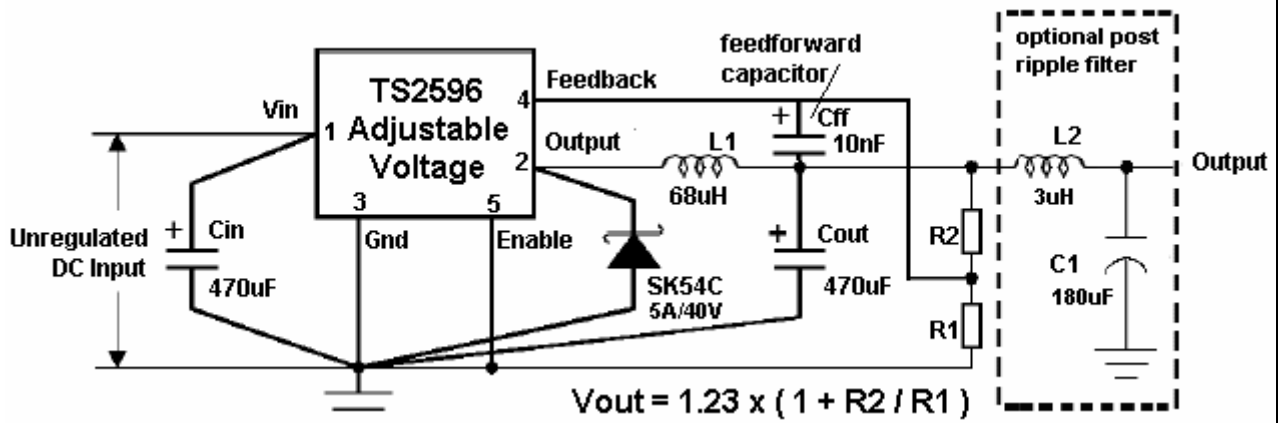 optional post
ripple filter
feedforward
capacitor
TS2596
Adjustable
Voltage
Vin
1
4
Feedback
+
Cff
10nF
Output
2
L1
68uH
L2
3uH
Output
3
5
Gnd
Enable
Unregulated
DC Input
+
Cin
470uF
SK54C
5A/40V
+
Cout
470uF
R2
R1
C1
180uF
Vout = 1.23 x ( 1 + R2 / R1 )